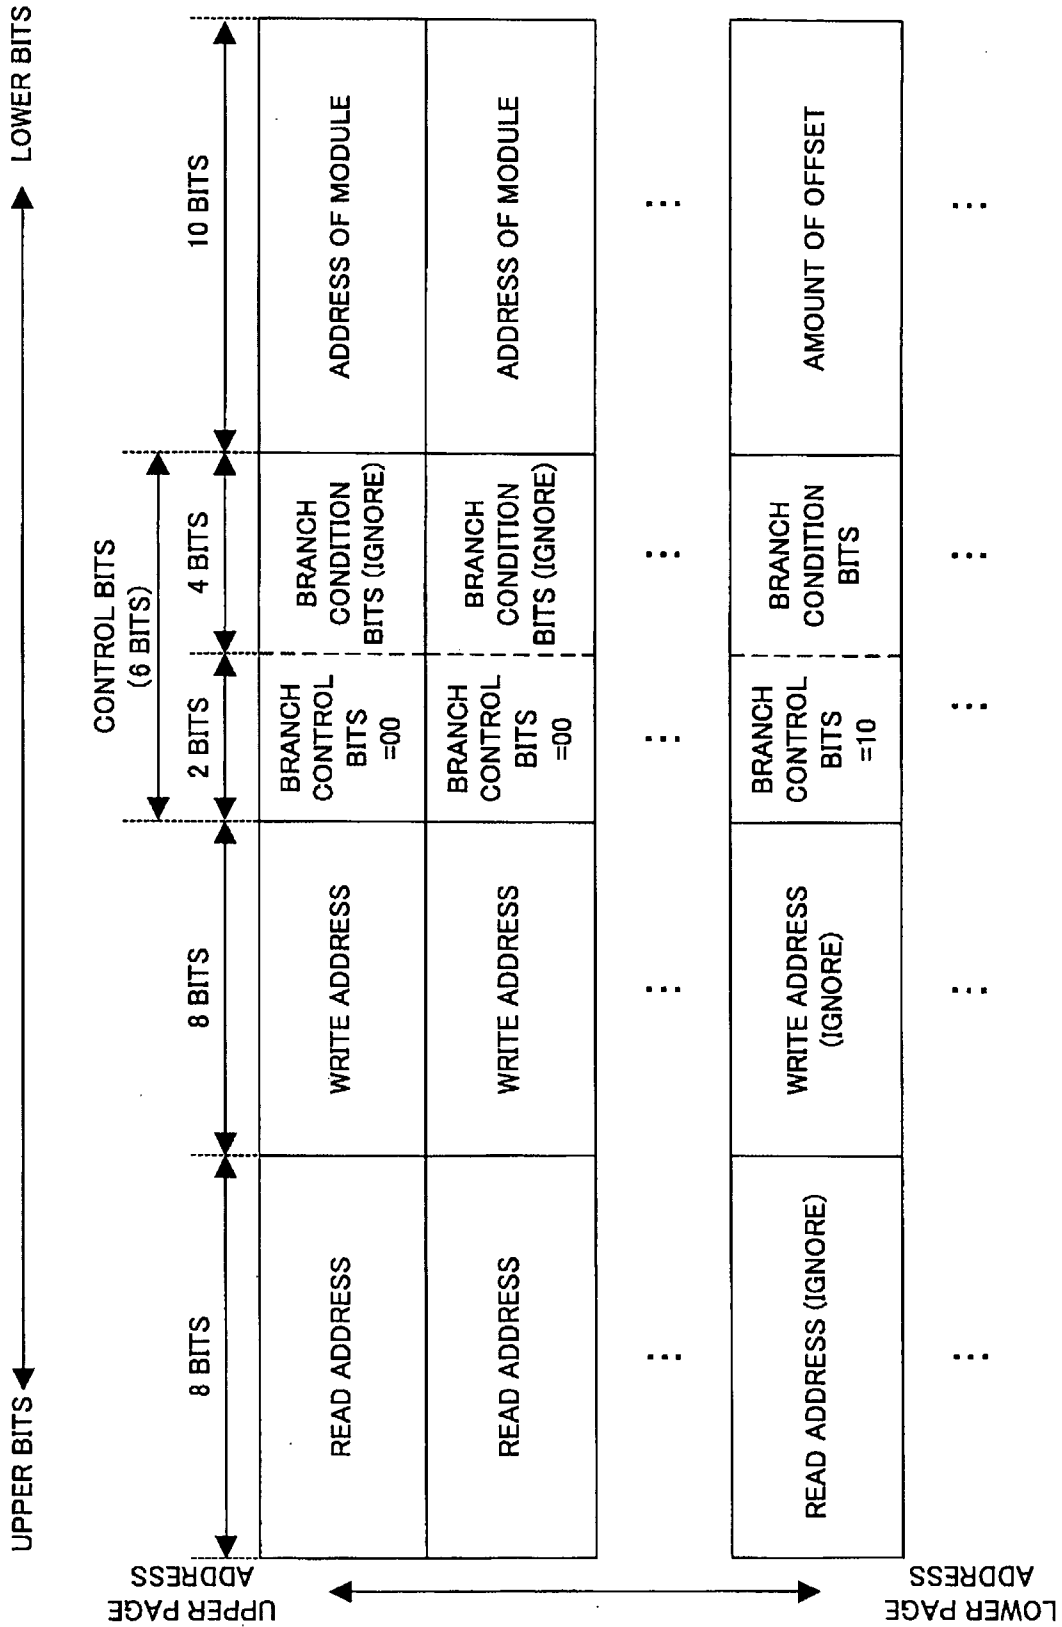 UPPER BITS
LOWER BITS
CONTROL BITS
(6 BITS)
8 BITS
8 BITS
2 BITS
4 BITS
10 BITS
UPPER PAGE
ADDRESS
READ ADDRESS
WRITE ADDRESS
BRANCH
CONTROL
BITS
=00
BRANCH
CONDITION
BITS (IGNORE)
ADDRESS OF MODULE
READ ADDRESS
WRITE ADDRESS
BRANCH
CONTROL
BITS
=00
BRANCH
CONDITION
BITS (IGNORE)
ADDRESS OF MODULE
... ... ... ... ...
READ ADDRESS (IGNORE)
WRITE ADDRESS
(IGNORE)
BRANCH
CONTROL
BITS
=10
BRANCH
CONDITION
BITS
AMOUNT OF OFFSET
LOWER PAGE
ADDRESS
... ... ... ... ...